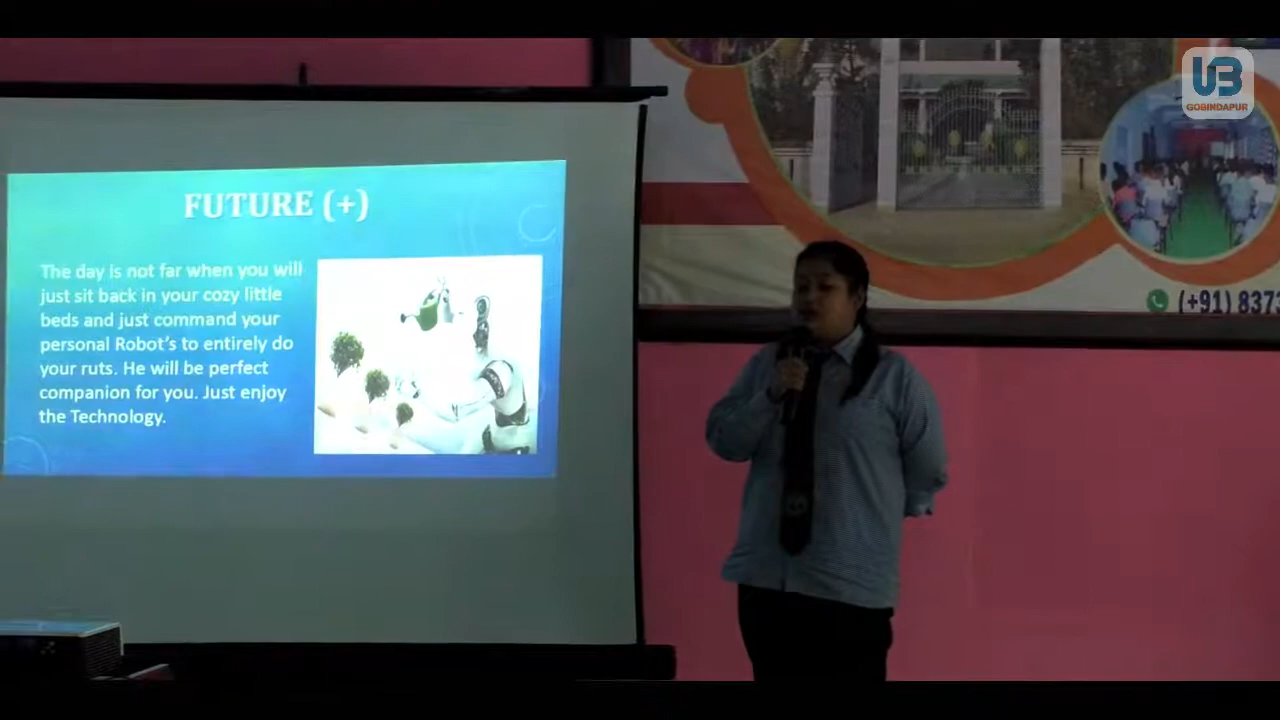 UB
GOBINDAPUR
FUTURE (+)
The day is not far when you will
just sit back in your cozy little
beds and just command your
personal Robot's to entirely do
your ruts. He will be perfect
companion for you. Just enjoy
the Technology.
(+91) 8373